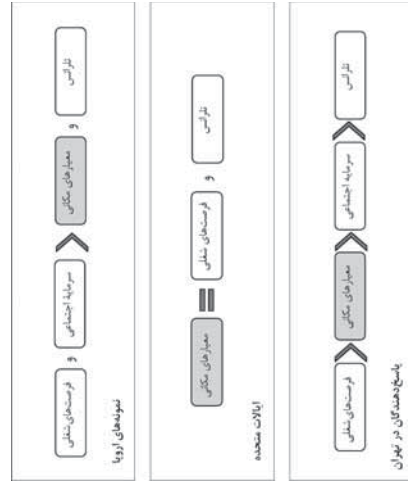 تلرانس و معیارهای مکانی > سرمایۀ اجتماعی و فرصت‌های شغلی
نمونه‌های اروپا
تلرانس و فرصت‌های شغلی = معیارهای مکانی
ایالات متحده
تلرانس > سرمایه اجتماعی > معیارهای مکانی > فرصت‌های شغلی
پاسخ‌دهندگان در تهران